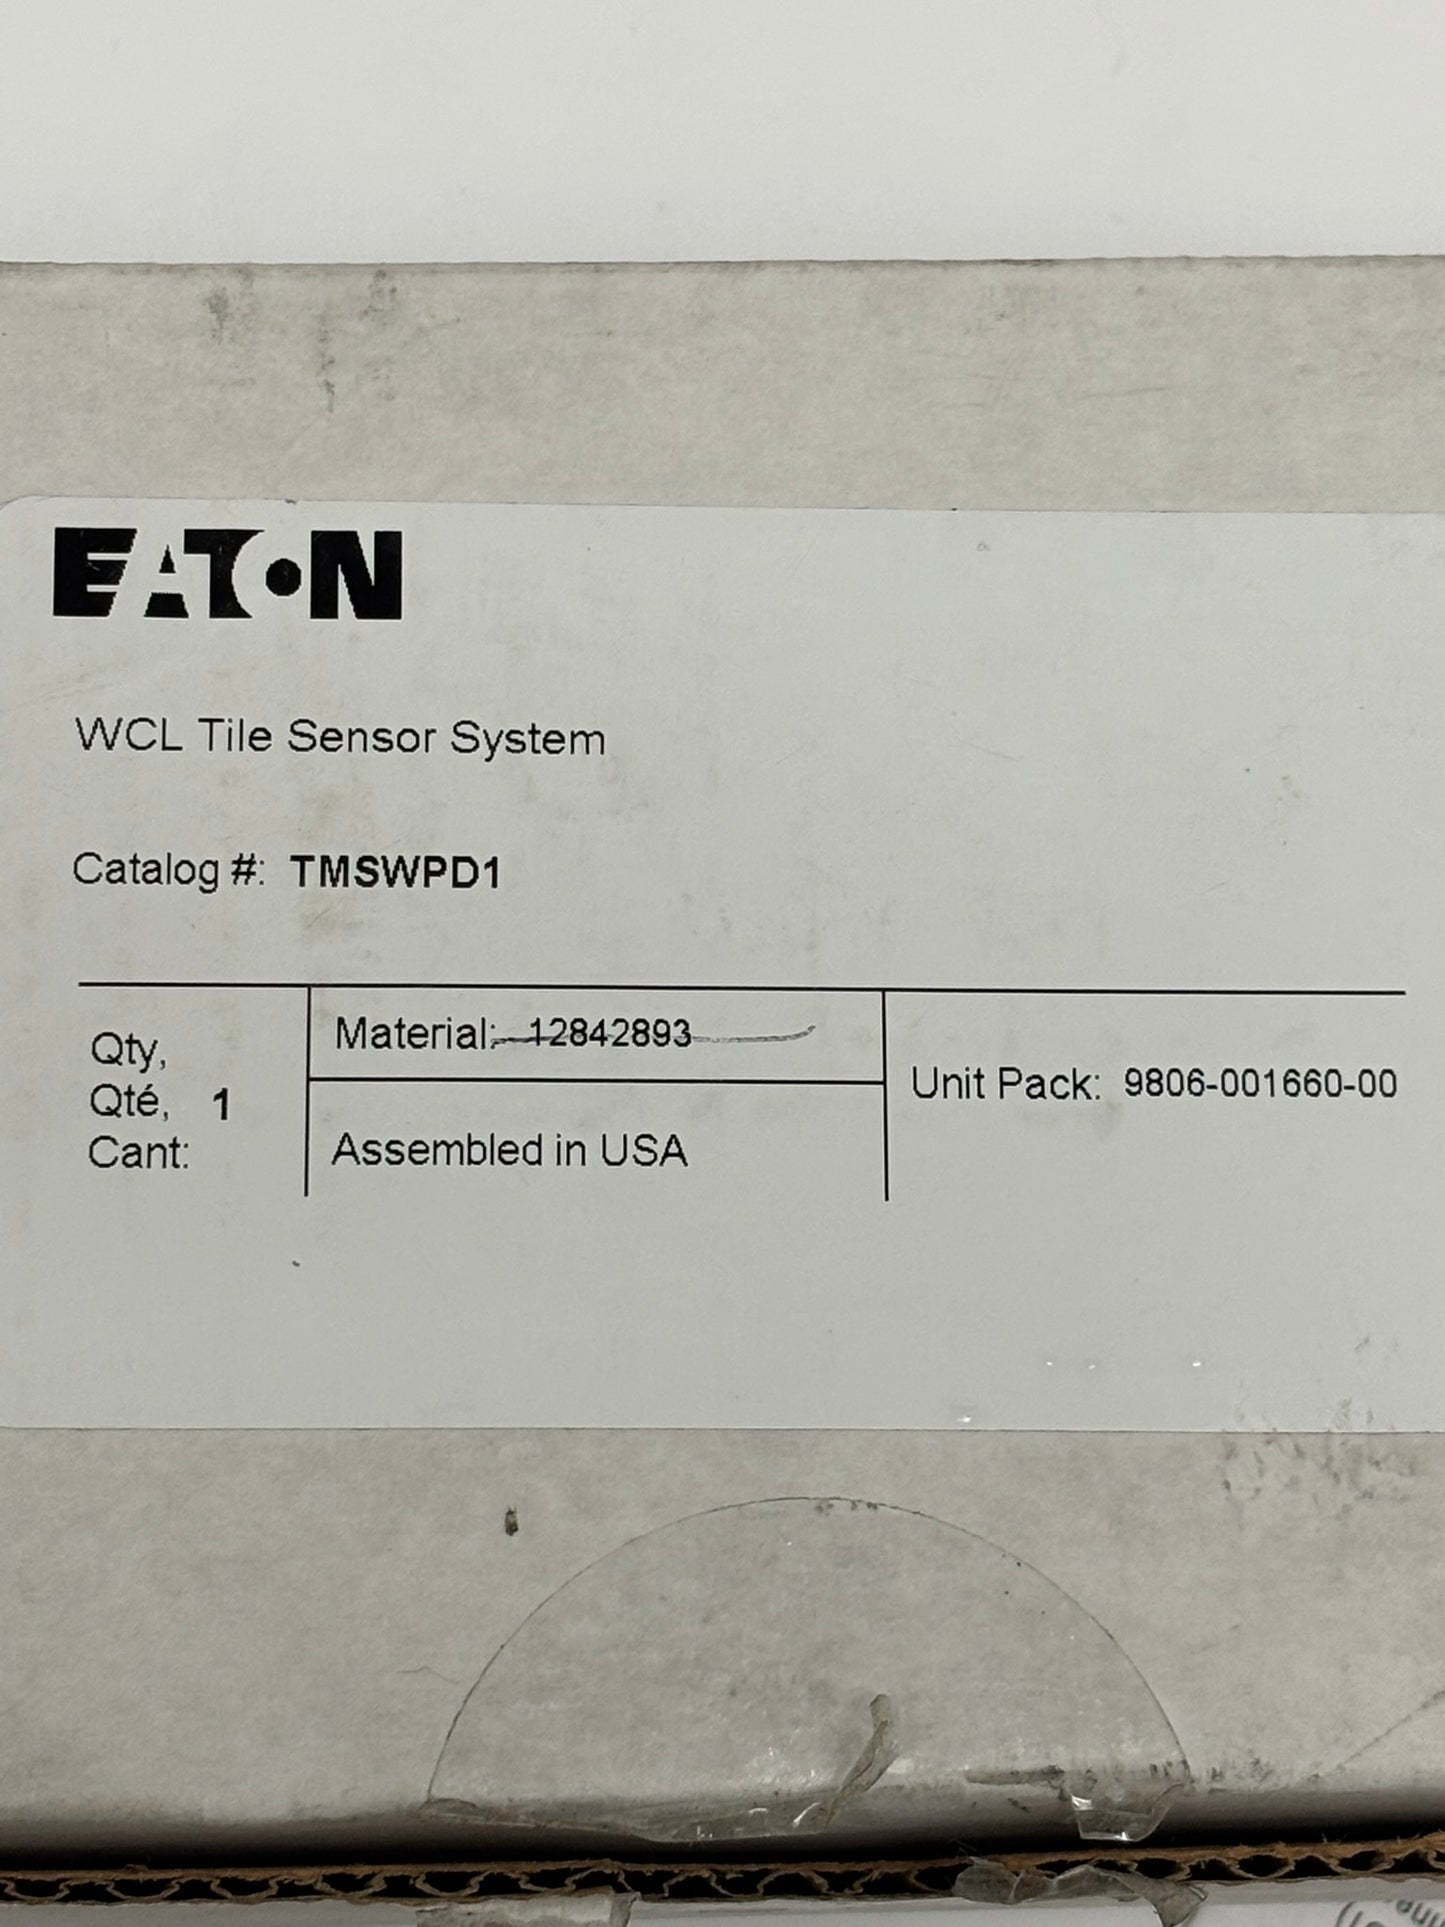 EATON
WCL Tile Sensor System
Catalog #: TMSWPD1
Qty,
Qté, 1
Cant:
Material: 12842893
Assembled in USA
Unit Pack: 9806-001660-00